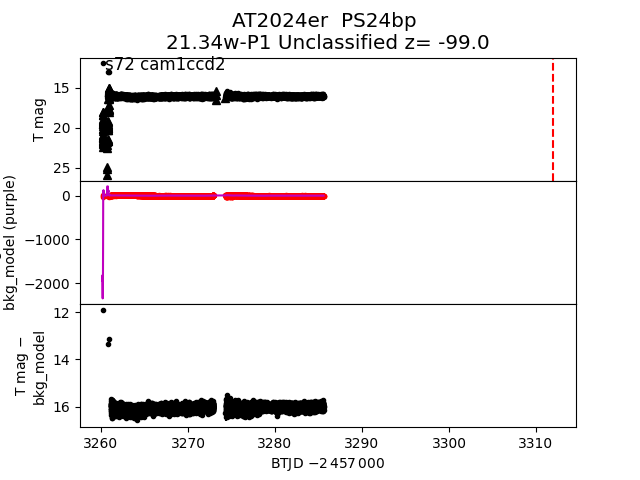 AT2024er PS24bp
21.34w-P1 Unclassified z= -99.0
s72 cam1ccd2
T mag
15
20
25
bkg_model (purple)
0
−1000
−2000
T mag −
bkg_model
12
14
16
3260 3270 3280 3290 3300 3310
BTJD −2 457 000